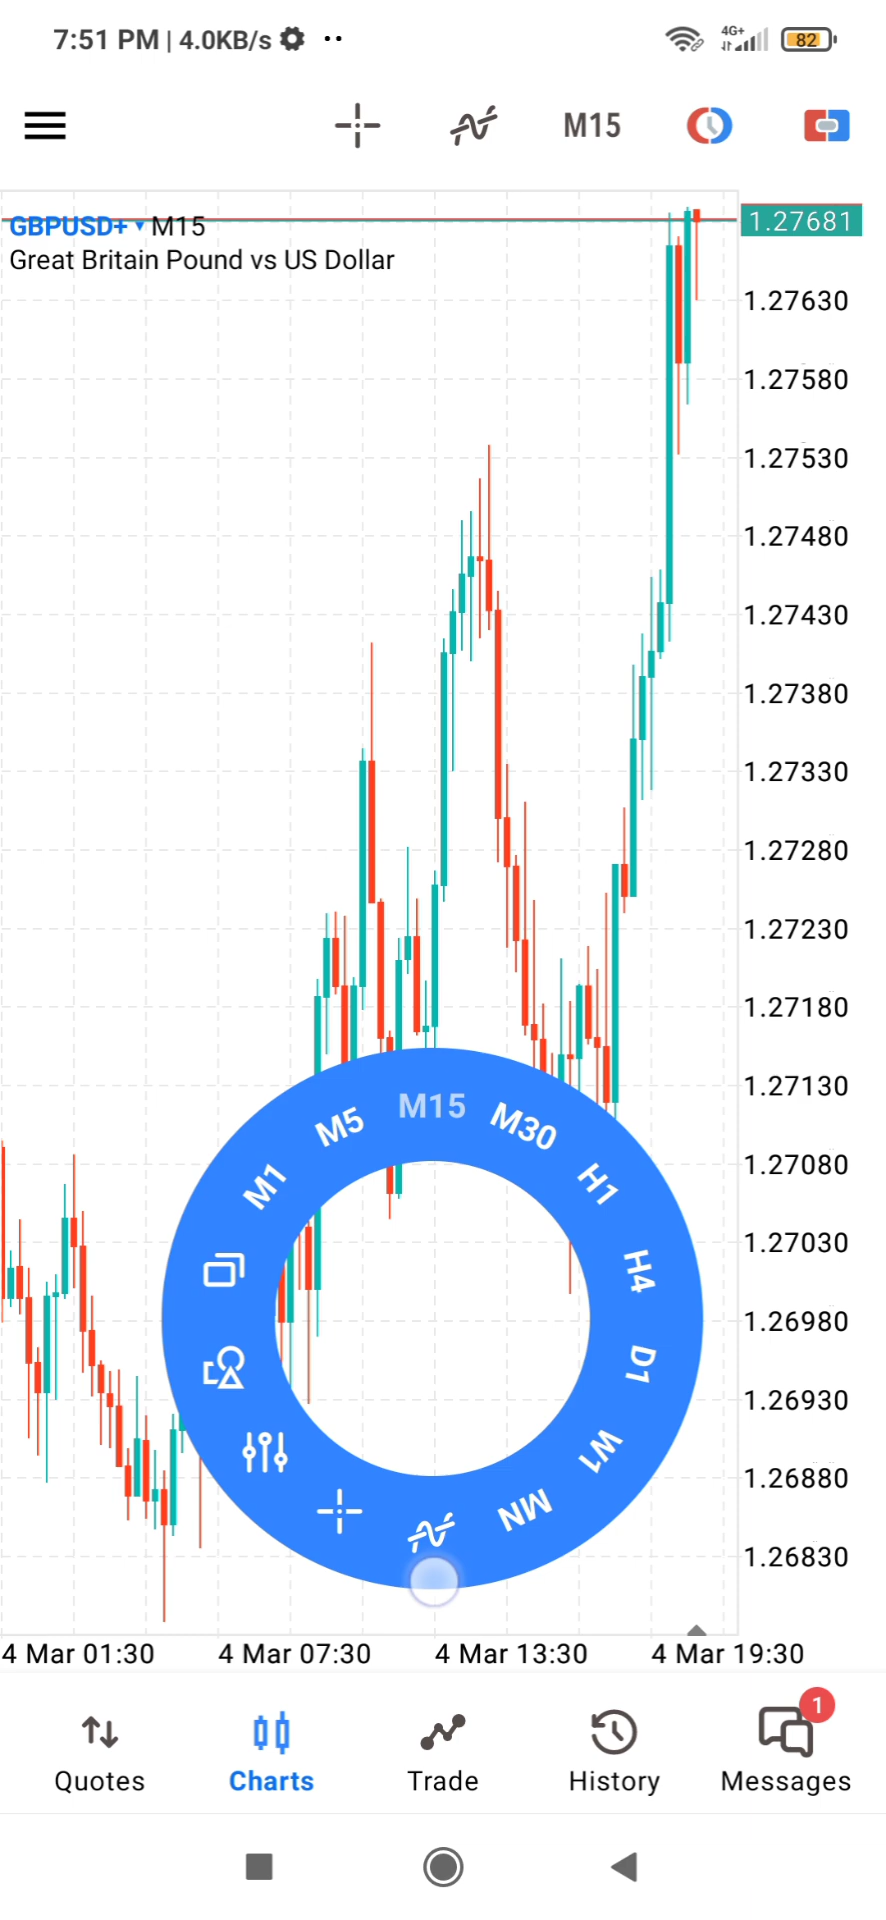 7:51 PM | 4.0KB/s ··
4G+ 82
M15
GBPUSD+ ▾ M15
Great Britain Pound vs US Dollar
1.27681
1.27630
1.27580
1.27530
1.27480
1.27430
1.27380
1.27330
1.27280
1.27230
1.27180
1.27130
1.27080
1.27030
1.26980
1.26930
1.26880
1.26830
M1
M5
M15
M30
H1
H4
D1
W1
MN
4 Mar 01:30 4 Mar 07:30 4 Mar 13:30 4 Mar 19:30
1
Quotes Charts Trade History Messages